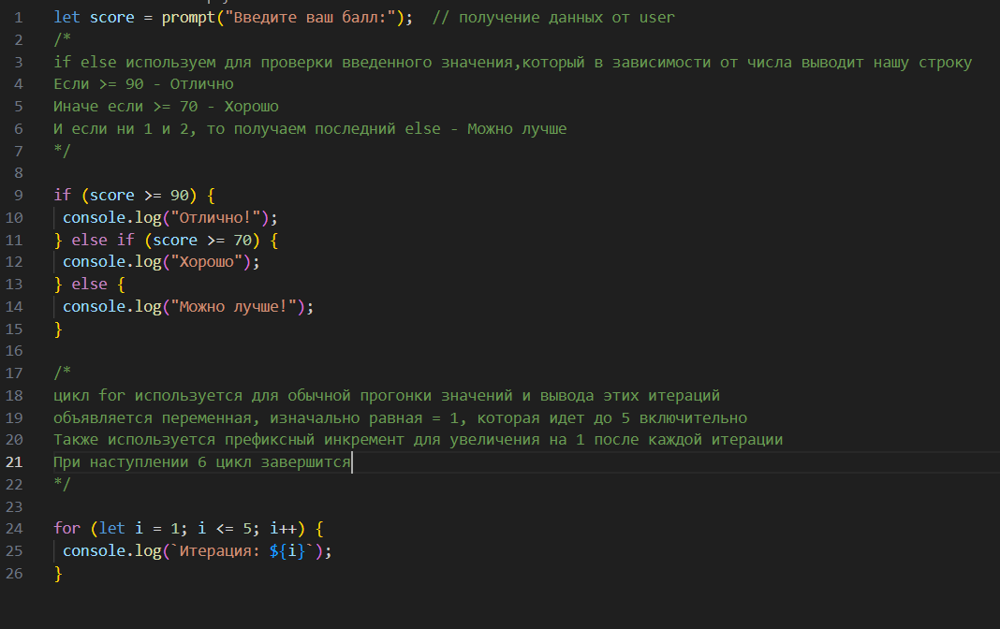 1 let score = prompt("Введите ваш балл:");  // получение данных от user
2 /*
3 if else используем для проверки введенного значения,который в зависимости от числа выводит нашу строку
4 Если >= 90 - Отлично
5 Иначе если >= 70 - Хорошо
6 И если ни 1 и 2, то получаем последний else - Можно лучше
7 */
8
9 if (score >= 90) {
10  console.log("Отлично!");
11 } else if (score >= 70) {
12  console.log("Хорошо");
13 } else {
14  console.log("Можно лучше!");
15 }
16
17 /*
18 цикл for используется для обычной прогонки значений и вывода этих итераций
19 объявляется переменная, изначально равная = 1, которая идет до 5 включительно
20 Также используется префиксный инкремент для увеличения на 1 после каждой итерации
21 При наступлении 6 цикл завершится
22 */
23
24 for (let i = 1; i <= 5; i++) {
25  console.log(`Итерация: ${i}`);
26 }